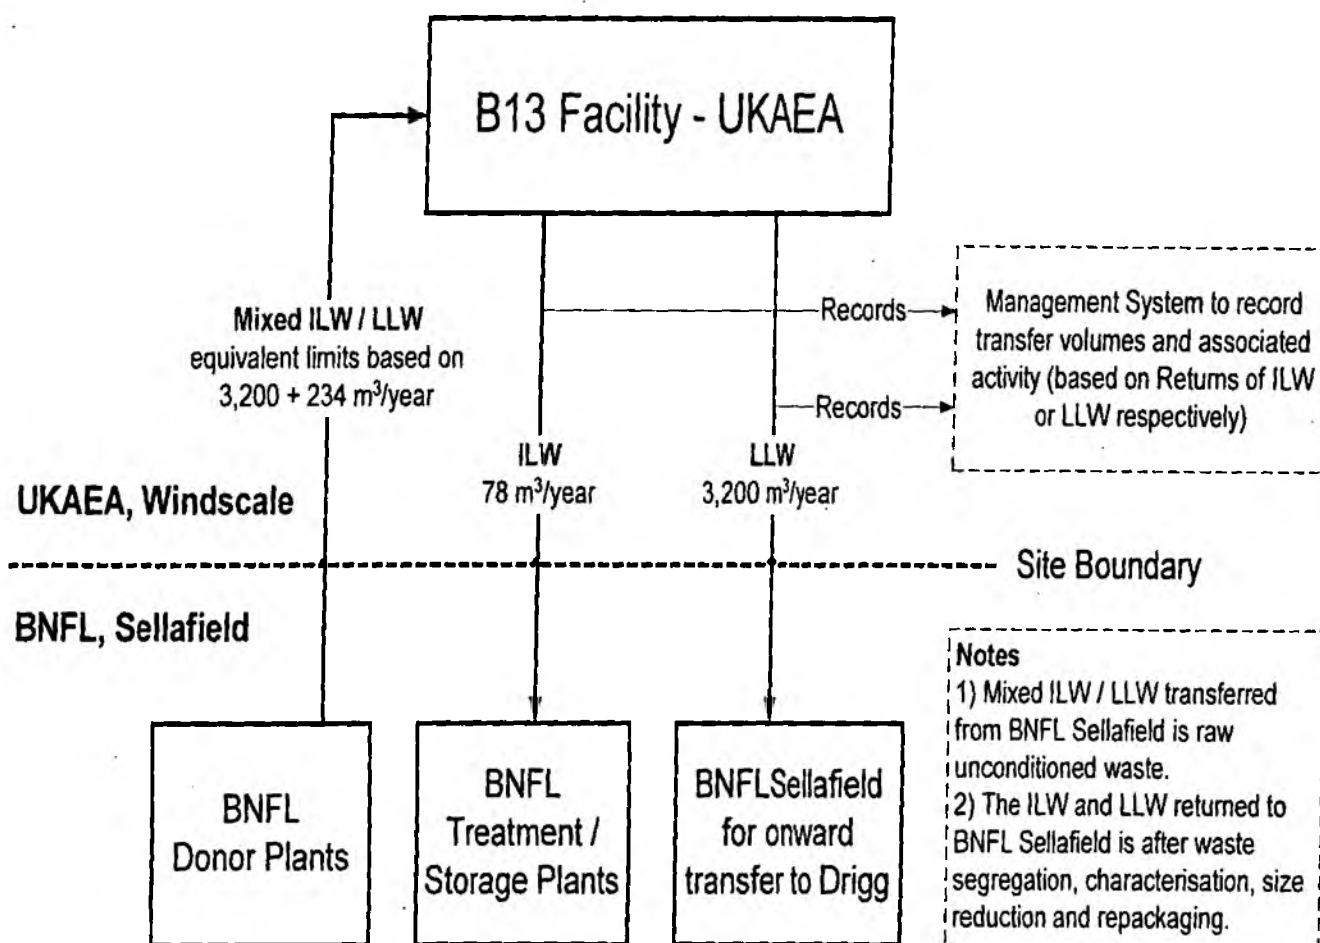 B13 Facility - UKAEA
Mixed ILW / LLW
equivalent limits based on
3,200 + 234 m³/year
Records
Records
Management System to record
transfer volumes and associated
activity (based on Returns of ILW
or LLW respectively)
ILW
78 m³/year
LLW
3,200 m³/year
UKAEA, Windscale
Site Boundary
BNFL, Sellafield
BNFL
Donor Plants
BNFL
Treatment /
Storage Plants
BNFLSellafield
for onward
transfer to Drigg
Notes
1) Mixed ILW / LLW transferred
from BNFL Sellafield is raw
unconditioned waste.
2) The ILW and LLW returned to
BNFL Sellafield is after waste
segregation, characterisation, size
reduction and repackaging.